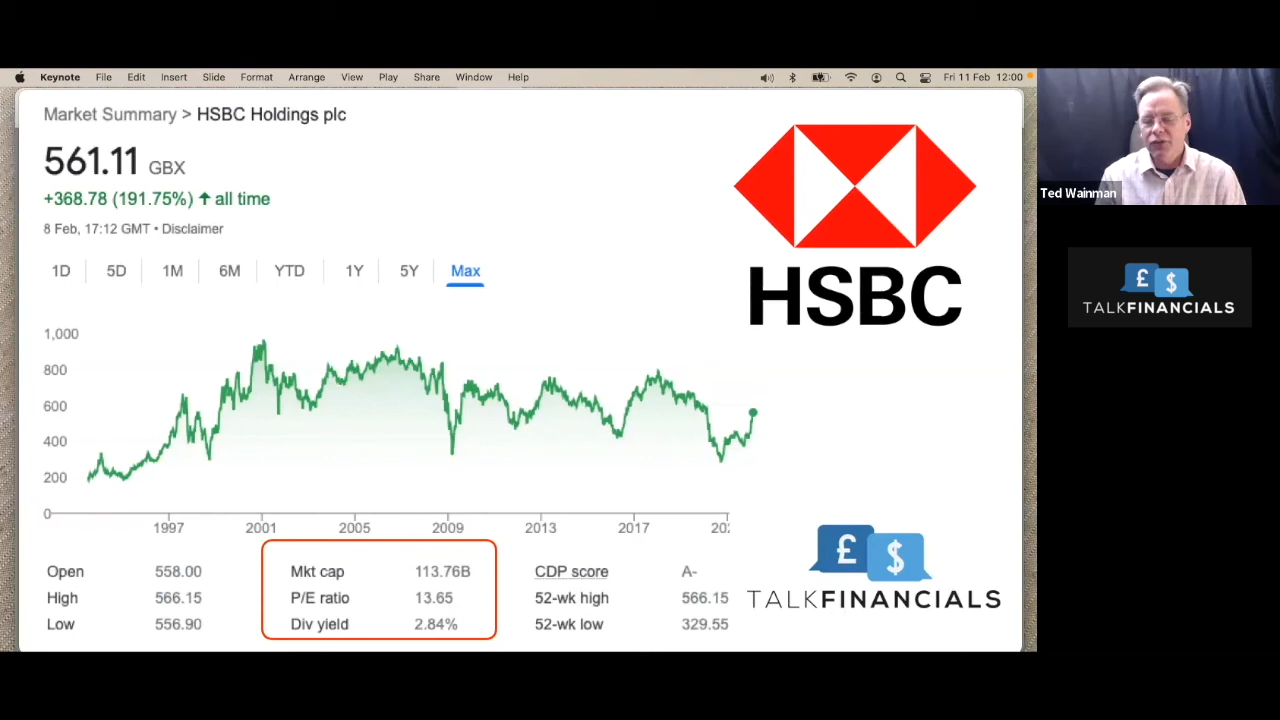 Keynote File Edit Insert Slide Format Arrange View Play Share Window Help Fri 11 Feb 12:00
Market Summary > HSBC Holdings plc
561.11 GBX
+368.78 (191.75%) ↑ all time
8 Feb, 17:12 GMT • Disclaimer
1D 5D 1M 6M YTD 1Y 5Y Max
1,000
800
600
400
200
0
1997 2001 2005 2009 2013 2017
Open 558.00 Mkt cap 113.76B CDP score A-
High 566.15 P/E ratio 13.65 52-wk high 566.15
Low 556.90 Div yield 2.84% 52-wk low 329.55
HSBC
£ $
TALKFINANCIALS
Ted Wainman
£ $
TALKFINANCIALS